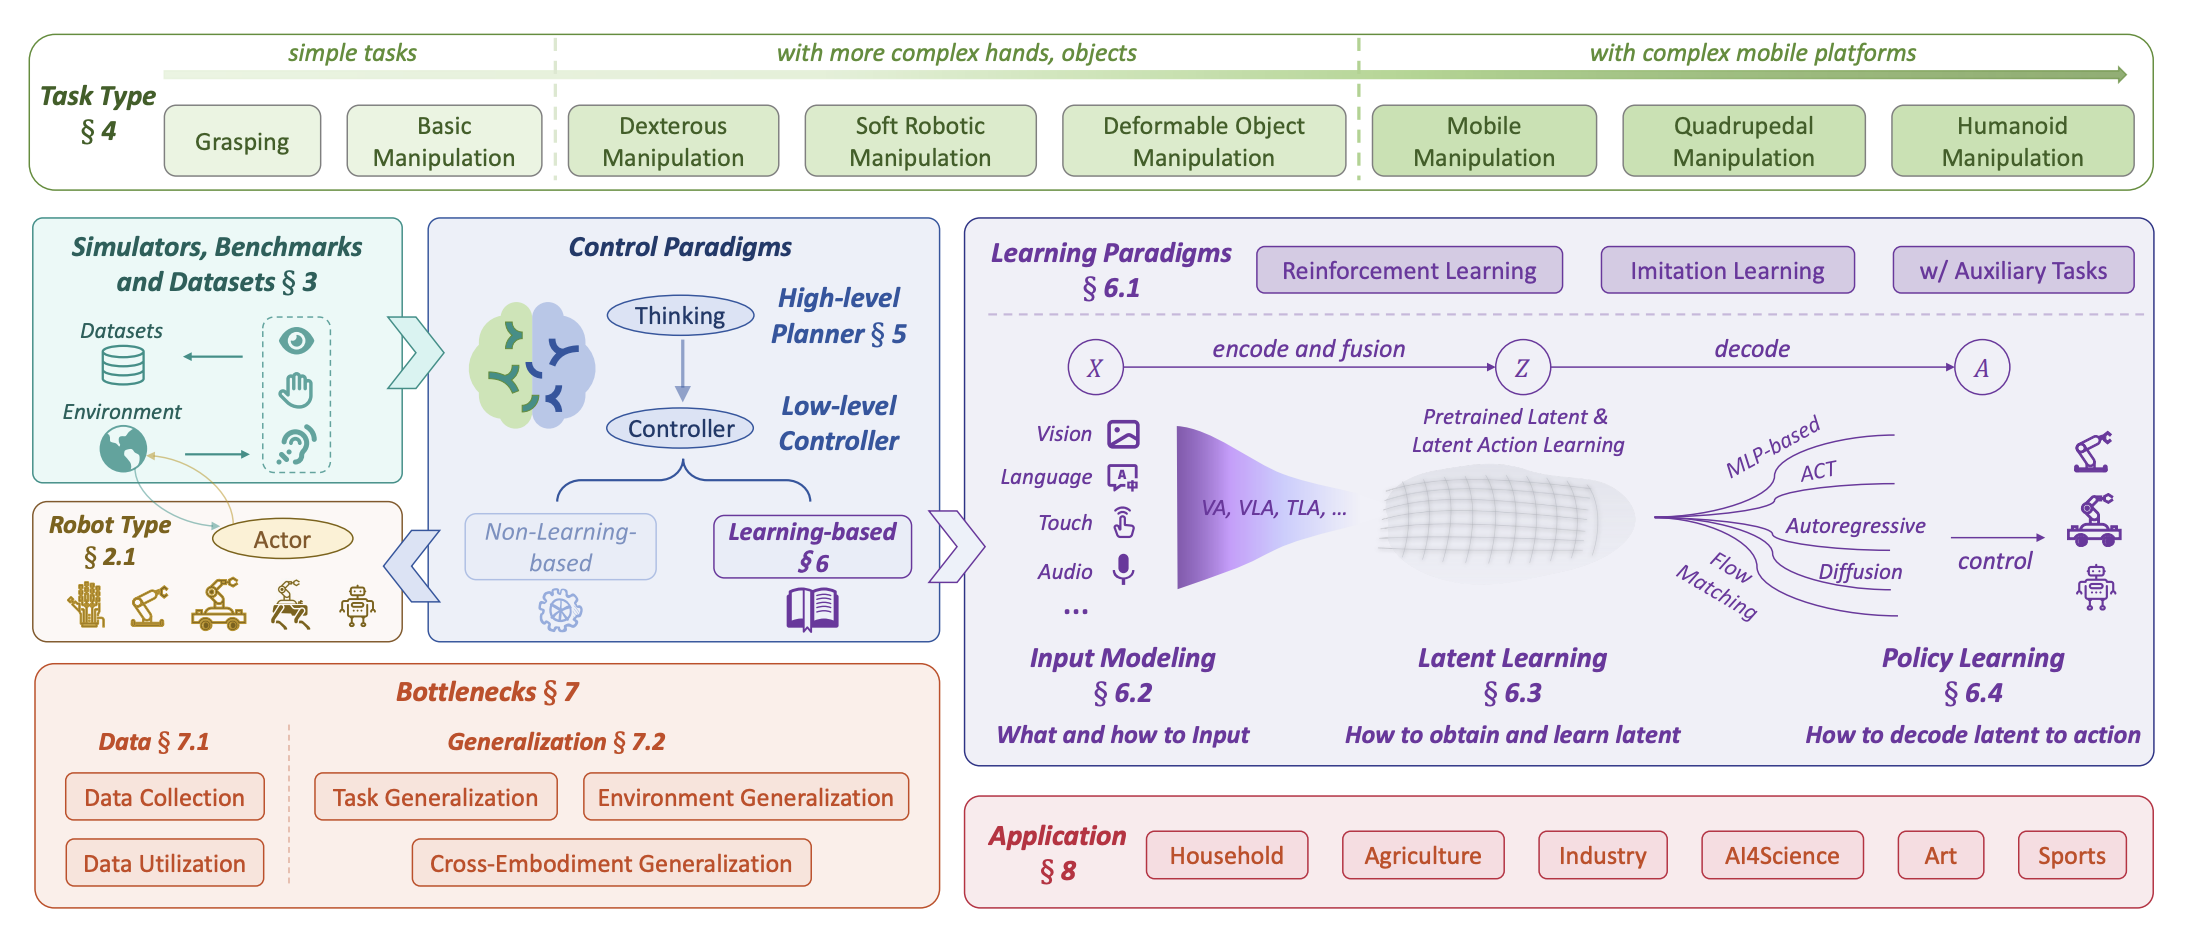 simple tasks
with more complex hands, objects
with complex mobile platforms
Task Type
§ 4
Grasping
Basic
Manipulation
Dexterous
Manipulation
Soft Robotic
Manipulation
Deformable Object
Manipulation
Mobile
Manipulation
Quadrupedal
Manipulation
Humanoid
Manipulation
Simulators, Benchmarks
and Datasets § 3
Datasets
Environment
Robot Type
§ 2.1
Actor
Control Paradigms
Thinking
High-level
Planner § 5
Controller
Low-level
Controller
Non-Learning-
based
Learning-based
§ 6
Learning Paradigms
§ 6.1
Reinforcement Learning
Imitation Learning
w/ Auxiliary Tasks
X
encode and fusion
Z
decode
A
Vision
Language
A
中
Touch
Audio
...
VA, VLA, TLA, ...
Pretrained Latent &
Latent Action Learning
MLP-based
ACT
Autoregressive
Diffusion
Flow
Matching
control
Input Modeling
§ 6.2
What and how to Input
Latent Learning
§ 6.3
How to obtain and learn latent
Policy Learning
§ 6.4
How to decode latent to action
Bottlenecks § 7
Data § 7.1
Data Collection
Data Utilization
Generalization § 7.2
Task Generalization
Environment Generalization
Cross-Embodiment Generalization
Application
§ 8
Household
Agriculture
Industry
AI4Science
Art
Sports